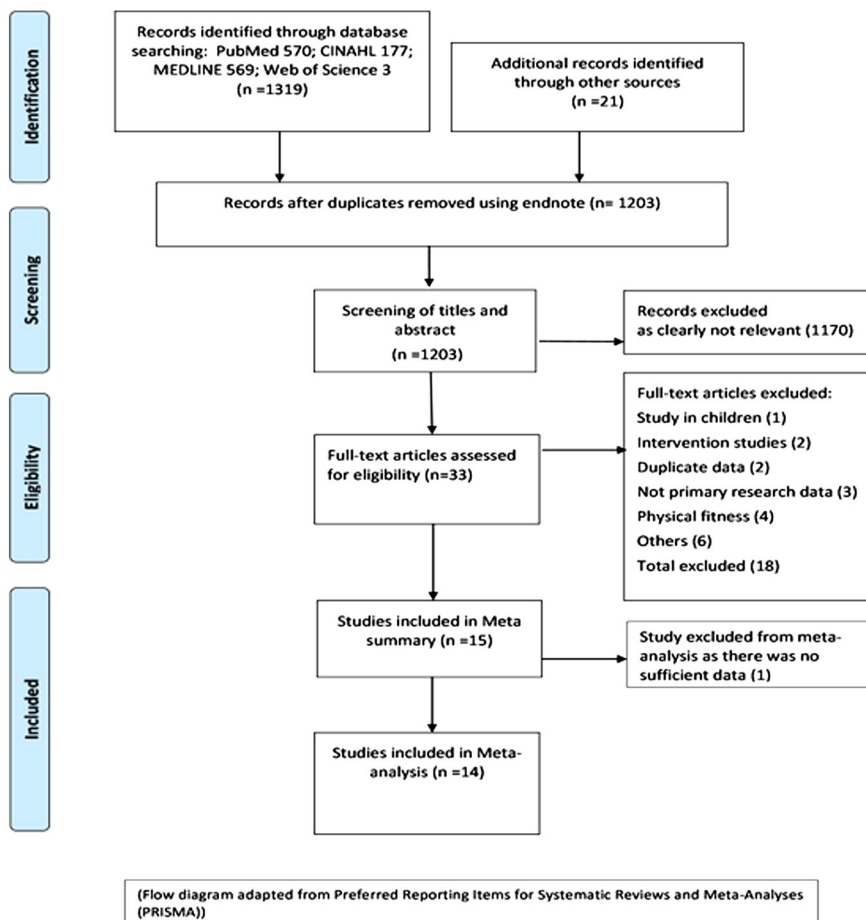 Identification
Records identified through database
searching:  PubMed 570; CINAHL 177;
MEDLINE 569; Web of Science 3
(n =1319)
Additional records identified
through other sources
(n =21)
Records after duplicates removed using endnote (n= 1203)
Screening
Screening of titles and
abstract
(n =1203)
Records excluded
as clearly not relevant (1170)
Eligibility
Full-text articles assessed
for eligibility (n=33)
Full-text articles excluded:
Study in children (1)
Intervention studies (2)
Duplicate data (2)
Not primary research data (3)
Physical fitness (4)
Others (6)
Total excluded (18)
Included
Studies included in Meta
summary (n =15)
Study excluded from meta-
analysis as there was no
sufficient data (1)
Studies included in Meta-
analysis (n =14)
(Flow diagram adapted from Preferred Reporting Items for Systematic Reviews and Meta-Analyses
(PRISMA))